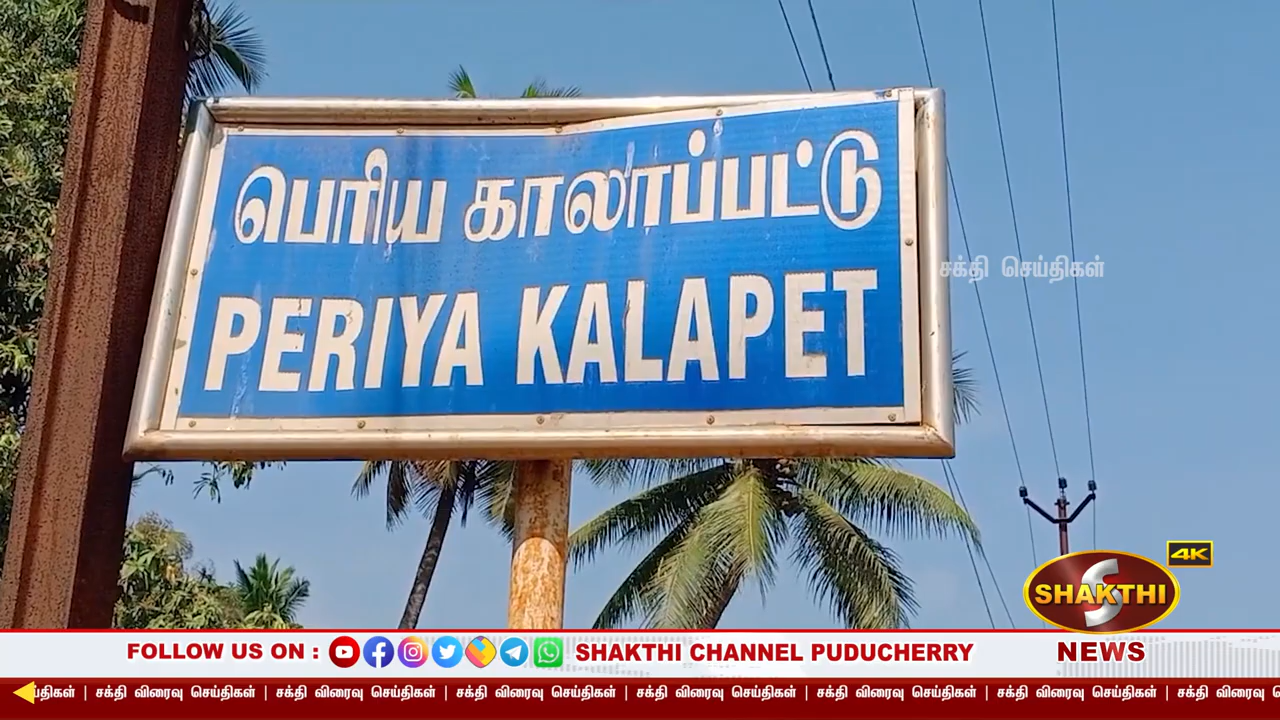 பெரிய காலாப்பட்டு
PERIYA KALAPET
சக்தி செய்திகள்
4K
SHAKTHI
S
NEWS
FOLLOW US ON :
SHAKTHI CHANNEL PUDUCHERRY
திகள் | சக்தி விரைவு செய்திகள் | சக்தி விரைவு செய்திகள் | சக்தி விரைவு செய்திகள் | சக்தி விரைவு செய்திகள் | சக்தி விரைவு செய்திகள் | சக்தி விரைவு செய்திகள் | சக்தி விரைவு